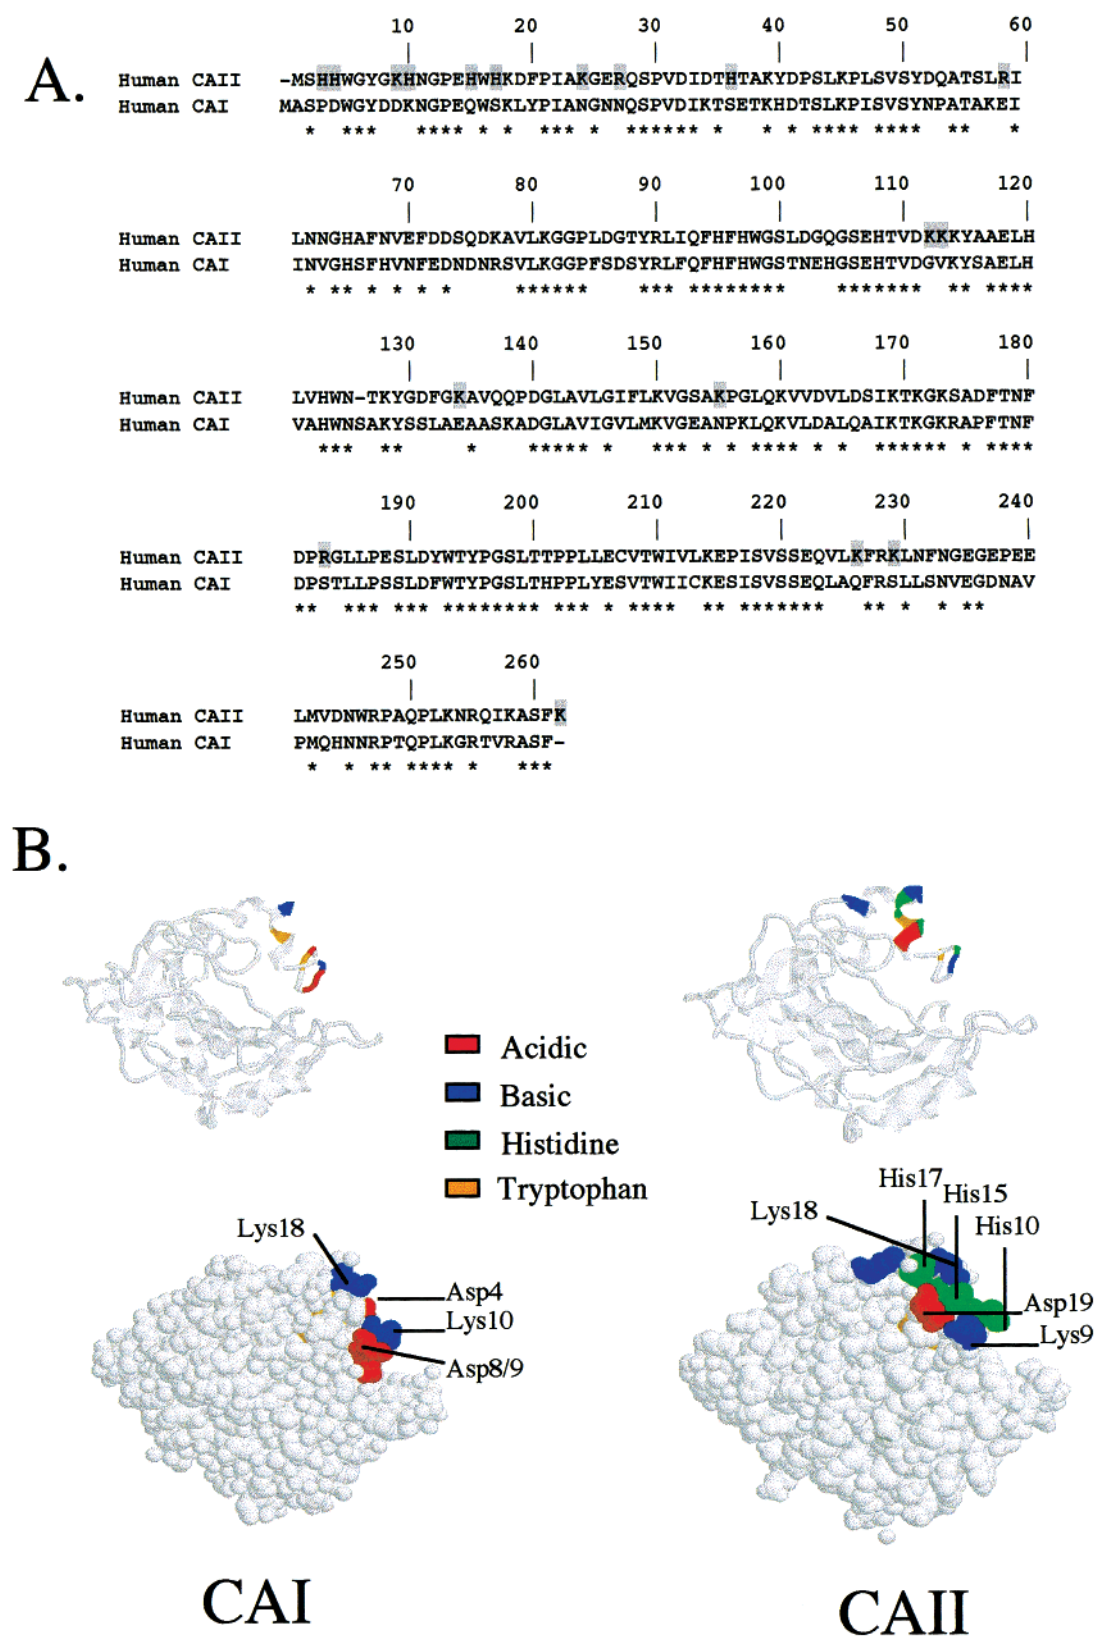 A.
10 20 30 40 50 60
Human CAII -MSHHWGYGKHNGPEHWHKDFPIAKGERQSPVDIDTHTAKYDPSLKPLSVSYDQATSLRI
Human CAI MASPDWGYDDKNGPEQWSKLYPIANGNNQSPVDIKTSETKHDTSLKPISVSYNPATAKEI
* *** **** * * *** * ****** * * * **** **** ** *
70 80 90 100 110 120
Human CAII LNNGHAFNVEFDDSQDKAVLKGGPLDGTYRLIQFHFHWGSLDGQGSEHTVDKKKYAAELH
Human CAI INVGHSFHVNFEDNDNRSVLKGGPFSDSYRLFQFHFHWGSTNEHGSEHTVDGVKYSAELH
* ** * * * * ****** *** ******** ******* ** ****
130 140 150 160 170 180
Human CAII LVHWN-TKYGDFGKAVQQPDGLAVLGIFLKVGSAKPGLQKVVDVLDSIKTKGKSADFTNF
Human CAI VAHWNSAKYSSLAEAASKADGLAVIGVLMKVGEANPKLQKVLDALQAIKTKGKRAPFTNF
*** ** * ***** * *** * * **** * * ****** * ****
190 200 210 220 230 240
Human CAII DPRGLLPESLDYWTYPGSLTTPPLLECVTWIVLKEPISVSSEQVLKFRKLNFNGEGEPEE
Human CAI DPSTLLPSSLDFWTYPGSLTHPPLYESVTWIICKESISVSSEQLAQFRSLLSNVEGDNAV
** *** *** ******** *** * **** ** ******* ** * * **
250 260
Human CAII LMVDNWRPAQPLKNRQIKASFK
Human CAI PMQHNNRPTQPLKGRTVRASF-
* * ** **** * ***
B.
Acidic
Basic
Histidine
Tryptophan
Lys18
Asp4
Lys10
Asp8/9
His17
His15
Lys18
His10
Asp19
Lys9
CAI
CAII